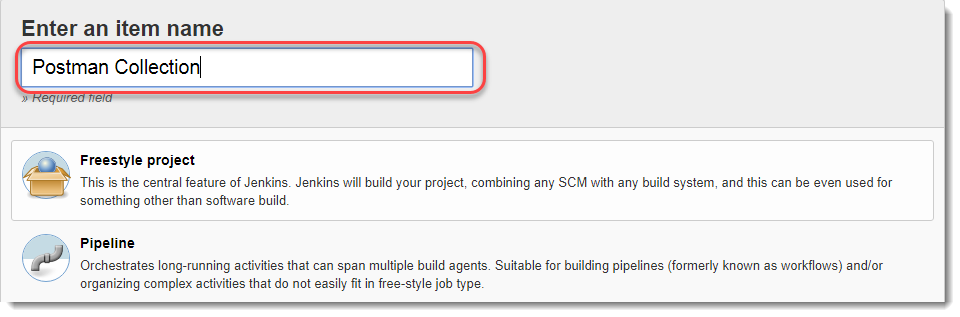 Enter an item name
Postman Collection
» Required field
Freestyle project
This is the central feature of Jenkins. Jenkins will build your project, combining any SCM with any build system, and this can be even used for
something other than software build.
Pipeline
Orchestrates long-running activities that can span multiple build agents. Suitable for building pipelines (formerly known as workflows) and/or
organizing complex activities that do not easily fit in free-style job type.